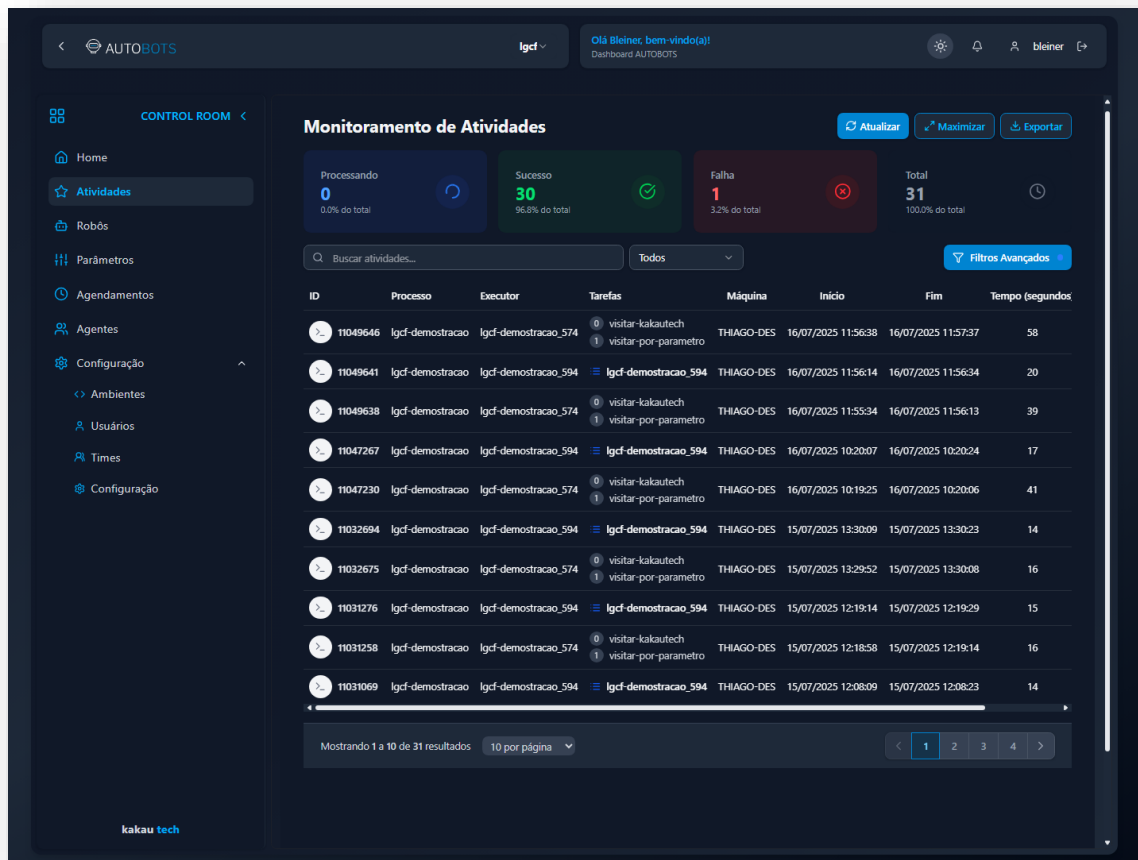 AUTOBOTS
lgcf
Olá Bleiner, bem-vindo(a)!
Dashboard AUTOBOTS
bleiner
CONTROL ROOM
Home
Atividades
Robôs
Parâmetros
Agendamentos
Agentes
Configuração
Ambientes
Usuários
Times
Configuração
kakau tech
Monitoramento de Atividades
Atualizar
Maximizar
Exportar
Processando
0
0.0% do total
Sucesso
30
96.8% do total
Falha
1
3.2% do total
Total
31
100.0% do total
Buscar atividades...
Todos
Filtros Avançados
ID Processo Executor Tarefas Máquina Início Fim Tempo (segundos)
11049646 lgcf-demostracao lgcf-demostracao_574 0 visitar-kakautech 1 visitar-por-parametro THIAGO-DES 16/07/2025 11:56:38 16/07/2025 11:57:37 58
11049641 lgcf-demostracao lgcf-demostracao_594 lgcf-demostracao_594 THIAGO-DES 16/07/2025 11:56:14 16/07/2025 11:56:34 20
11049638 lgcf-demostracao lgcf-demostracao_574 0 visitar-kakautech 1 visitar-por-parametro THIAGO-DES 16/07/2025 11:55:34 16/07/2025 11:56:13 39
11047267 lgcf-demostracao lgcf-demostracao_594 lgcf-demostracao_594 THIAGO-DES 16/07/2025 10:20:07 16/07/2025 10:20:24 17
11047230 lgcf-demostracao lgcf-demostracao_574 0 visitar-kakautech 1 visitar-por-parametro THIAGO-DES 16/07/2025 10:19:25 16/07/2025 10:20:06 41
11032694 lgcf-demostracao lgcf-demostracao_594 lgcf-demostracao_594 THIAGO-DES 15/07/2025 13:30:09 15/07/2025 13:30:23 14
11032675 lgcf-demostracao lgcf-demostracao_574 0 visitar-kakautech 1 visitar-por-parametro THIAGO-DES 15/07/2025 13:29:52 15/07/2025 13:30:08 16
11031276 lgcf-demostracao lgcf-demostracao_594 lgcf-demostracao_594 THIAGO-DES 15/07/2025 12:19:14 15/07/2025 12:19:29 15
11031258 lgcf-demostracao lgcf-demostracao_574 0 visitar-kakautech 1 visitar-por-parametro THIAGO-DES 15/07/2025 12:18:58 15/07/2025 12:19:14 16
11031069 lgcf-demostracao lgcf-demostracao_594 lgcf-demostracao_594 THIAGO-DES 15/07/2025 12:08:09 15/07/2025 12:08:23 14
Mostrando 1 a 10 de 31 resultados
10 por página
1 2 3 4